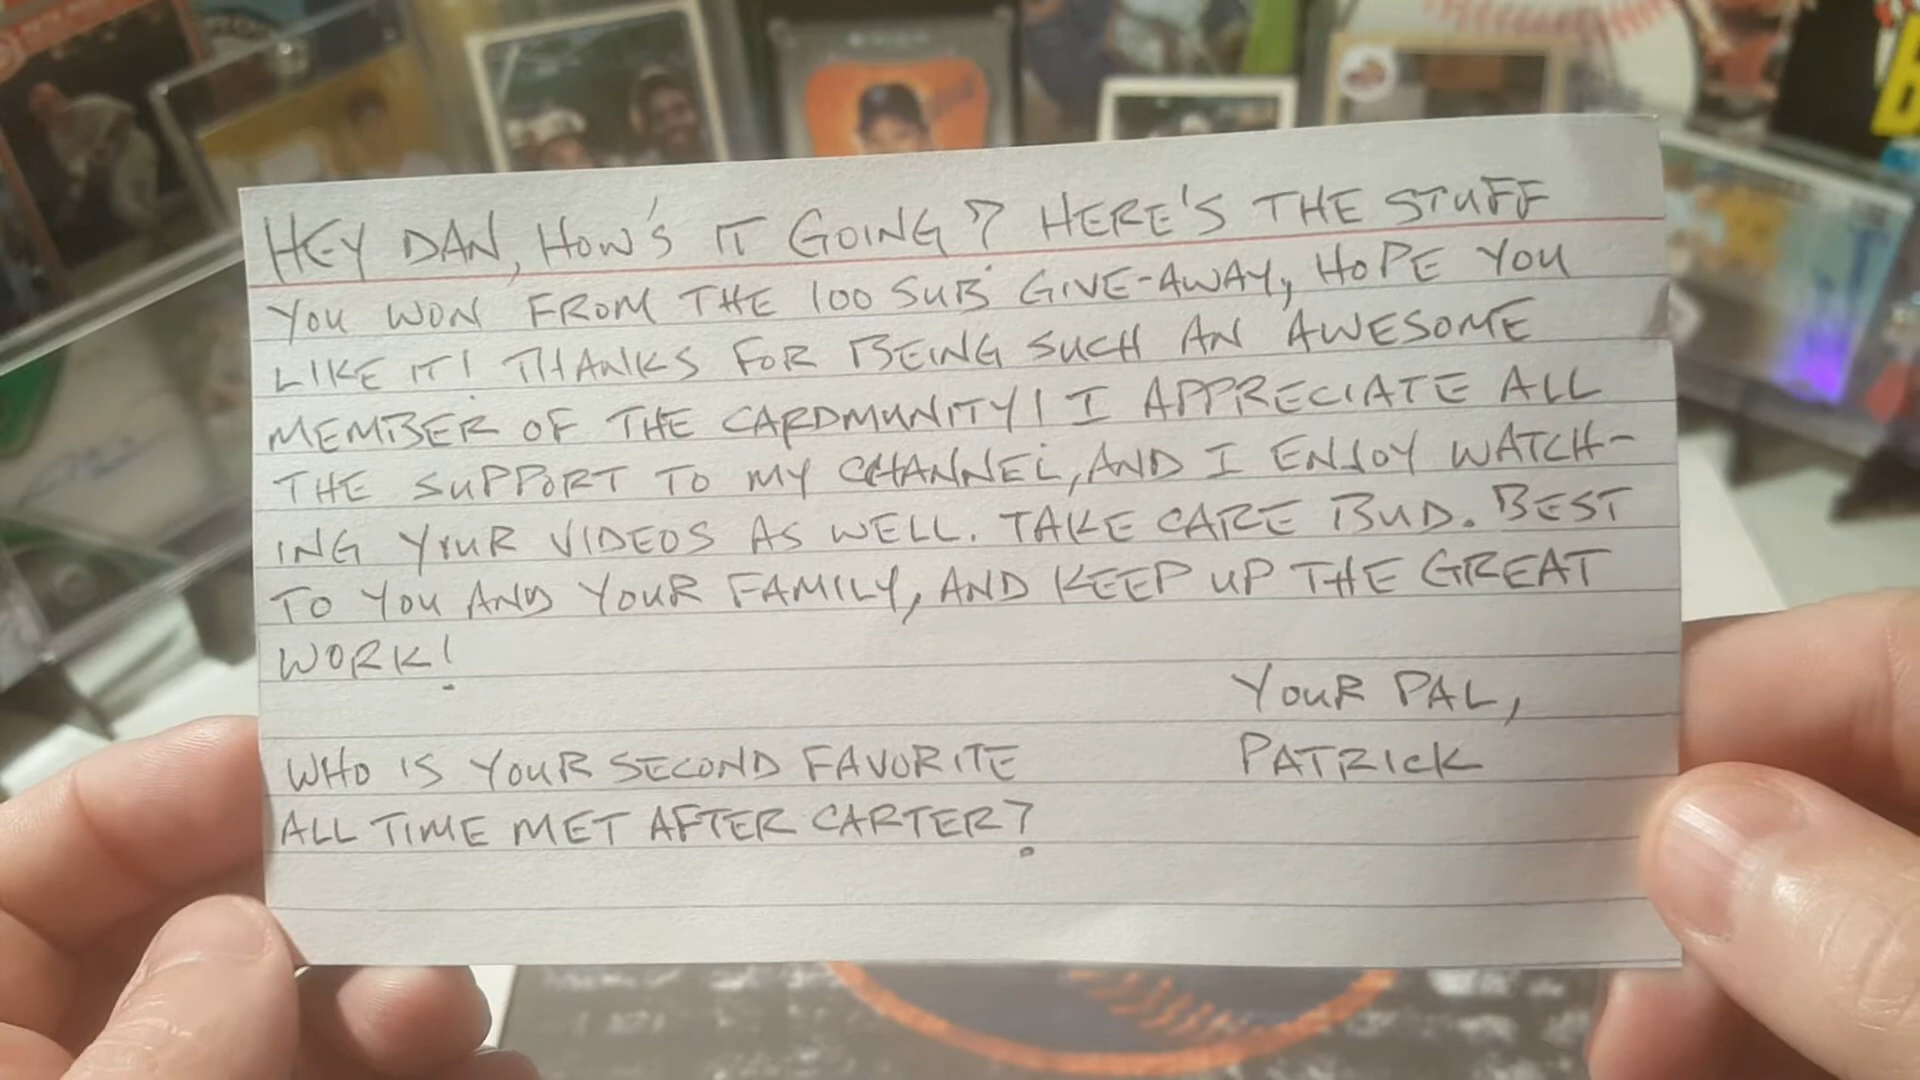 HEY DAN, HOW'S IT GOING? HERE'S THE STUFF
YOU WON FROM THE 100 SUB GIVE-AWAY, HOPE YOU
LIKE IT! THANKS FOR BEING SUCH AN AWESOME
MEMBER OF THE CARDMUNITY! I APPRECIATE ALL
THE SUPPORT TO MY CHANNEL, AND I ENJOY WATCH-
ING YOUR VIDEOS AS WELL. TAKE CARE BUD. BEST
TO YOU AND YOUR FAMILY, AND KEEP UP THE GREAT
WORK!
YOUR PAL,
PATRICK
WHO IS YOUR SECOND FAVORITE
ALL TIME MET AFTER CARTER?